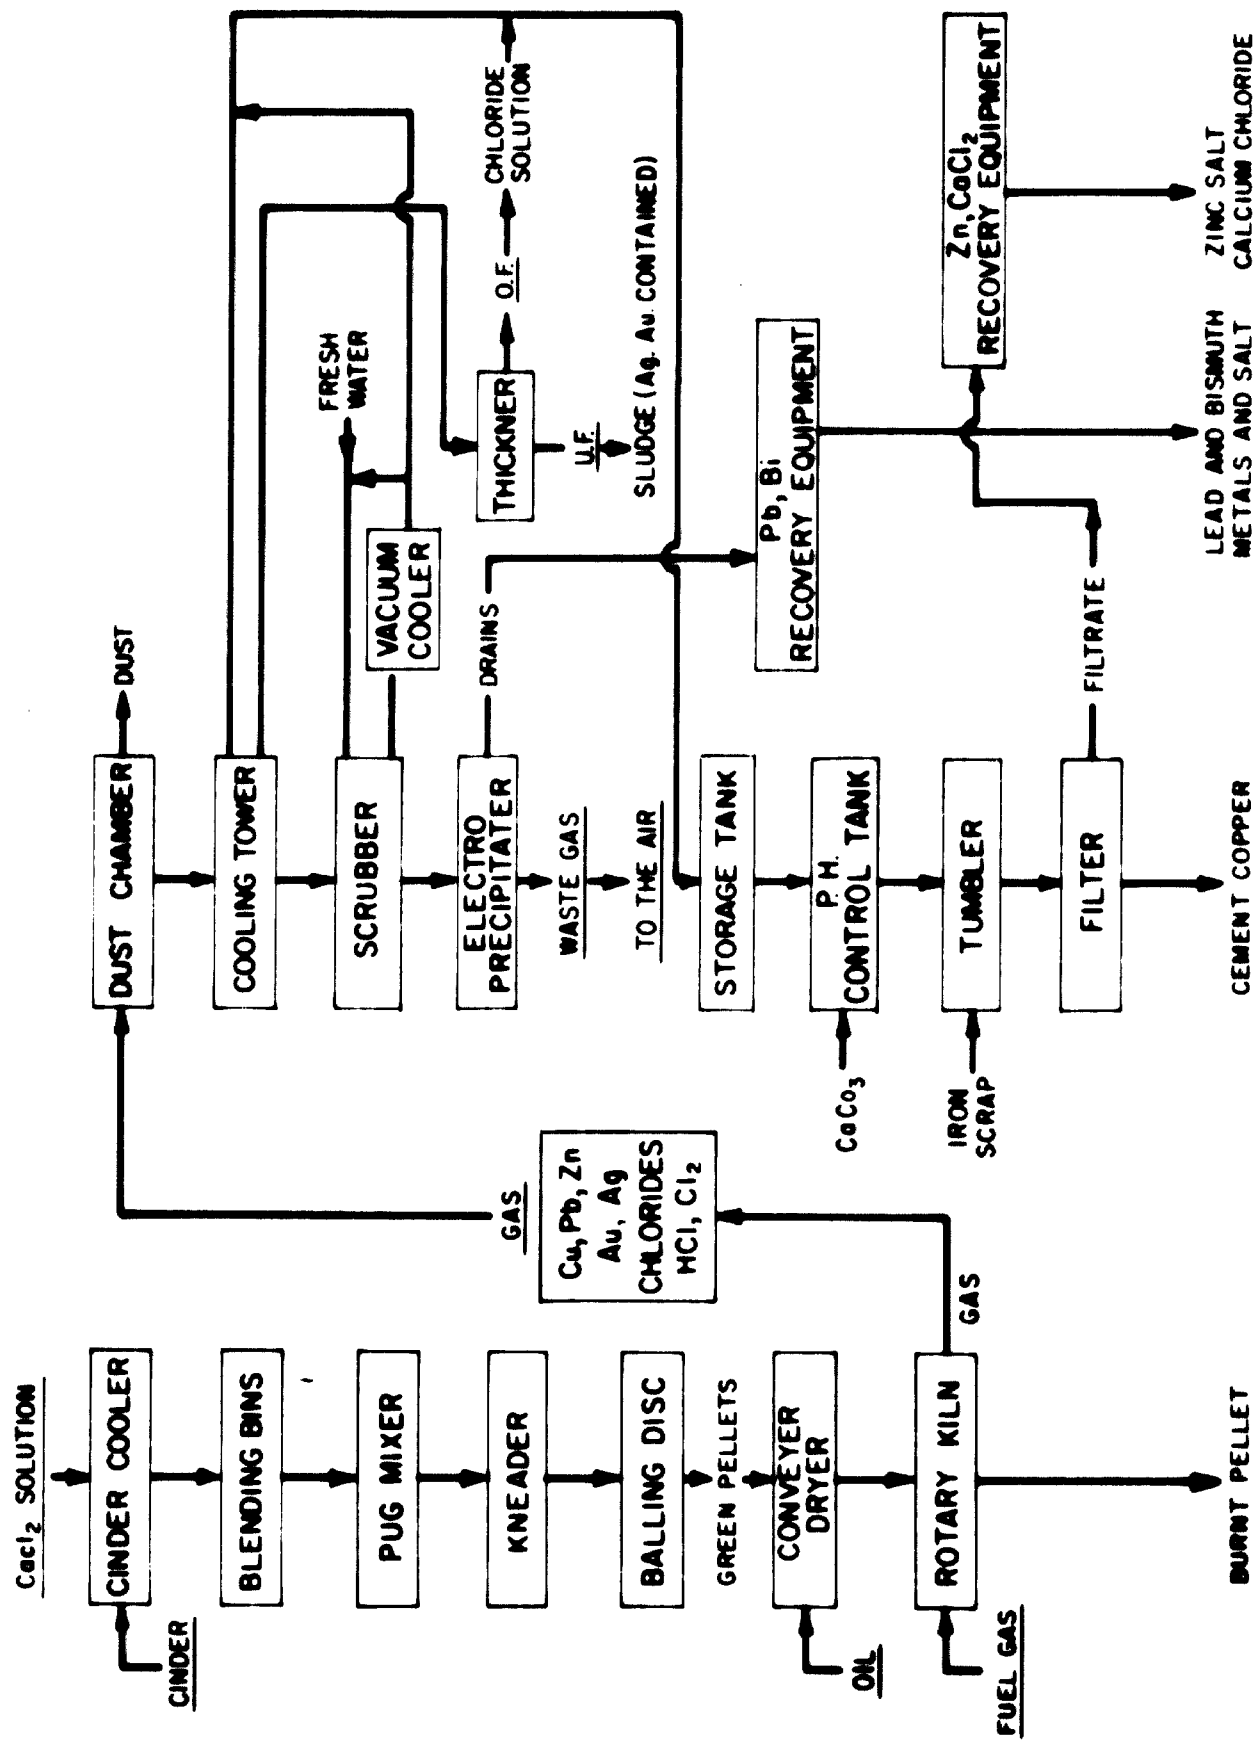 Cacl2 SOLUTION
CINDER
CINDER COOLER
BLENDING BINS
PUG MIXER
KNEADER
BALLING DISC
GREEN PELLETS
OIL
CONVEYER
DRYER
FUEL GAS
ROTARY KILN
BURNT PELLET
GAS
Cu, Pb, Zn
Au, Ag
CHLORIDES
HCl, Cl2
GAS
DUST CHAMBER
DUST
COOLING TOWER
SCRUBBER
FRESH
WATER
VACUUM
COOLER
ELECTRO
PRECIPITATER
DRAINS
WASTE GAS
TO THE AIR
THICKNER
O.F.
CHLORIDE
SOLUTION
U.F.
SLUDGE (Ag. Au. CONTAINED)
STORAGE TANK
CaCo3
P. H.
CONTROL TANK
IRON
SCRAP
TUMBLER
FILTER
FILTRATE
CEMENT COPPER
Pb, Bi
RECOVERY EQUIPMENT
LEAD AND BISMUTH
METALS AND SALT
Zn, CaCl2
RECOVERY EQUIPMENT
ZINC SALT
CALCIUM CHLORIDE